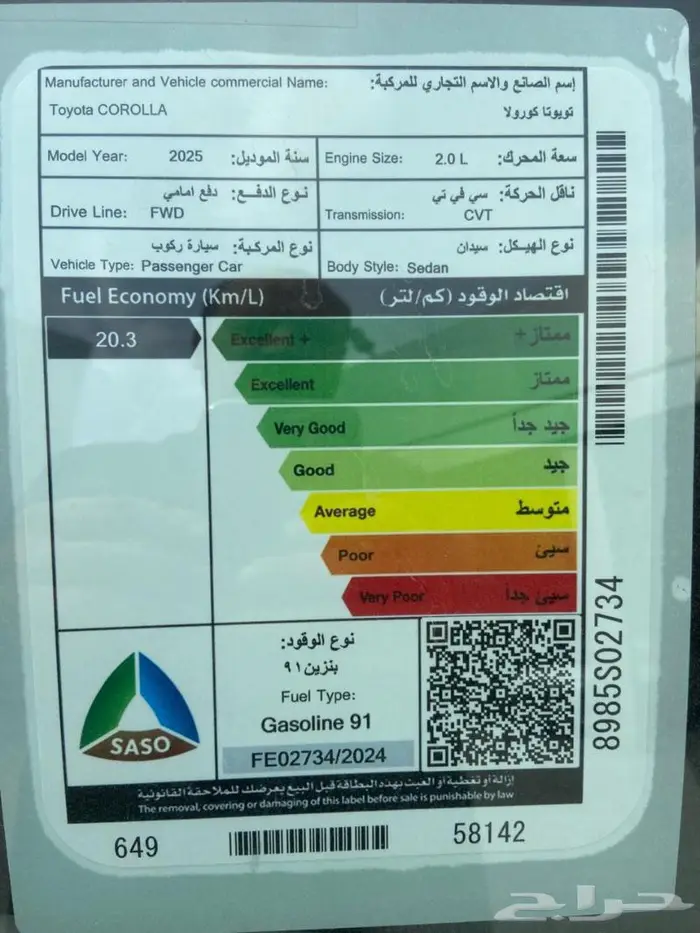 Manufacturer and Vehicle commercial Name: إسم الصانع والاسم التجاري للمركبة:
Toyota COROLLA تويوتا كورولا
Model Year: 2025 سنة الموديل:
Engine Size: 2.0 L سعة المحرك:
نوع الدفع: دفع امامي
Drive Line: FWD
ناقل الحركة: سي في تي
Transmission: CVT
نوع المركبة: سيارة ركوب
Vehicle Type: Passenger Car
نوع الهيكل: سيدان
Body Style: Sedan
Fuel Economy (Km/L) اقتصاد الوقود (كم/لتر)
20.3
Excellent + ممتاز+
Excellent ممتاز
Very Good جيد جداً
Good جيد
Average متوسط
Poor سيئ
Very Poor سيئ جداً
SASO
نوع الوقود:
بنزين ٩١
Fuel Type:
Gasoline 91
FE02734/2024
إزالة أو تغطية أو العبث بهذه البطاقة قبل البيع يعرضك للملاحقة القانونية
The removal, covering or damaging of this label before sale is punishable by law
649
58142
8985S02734
حراج